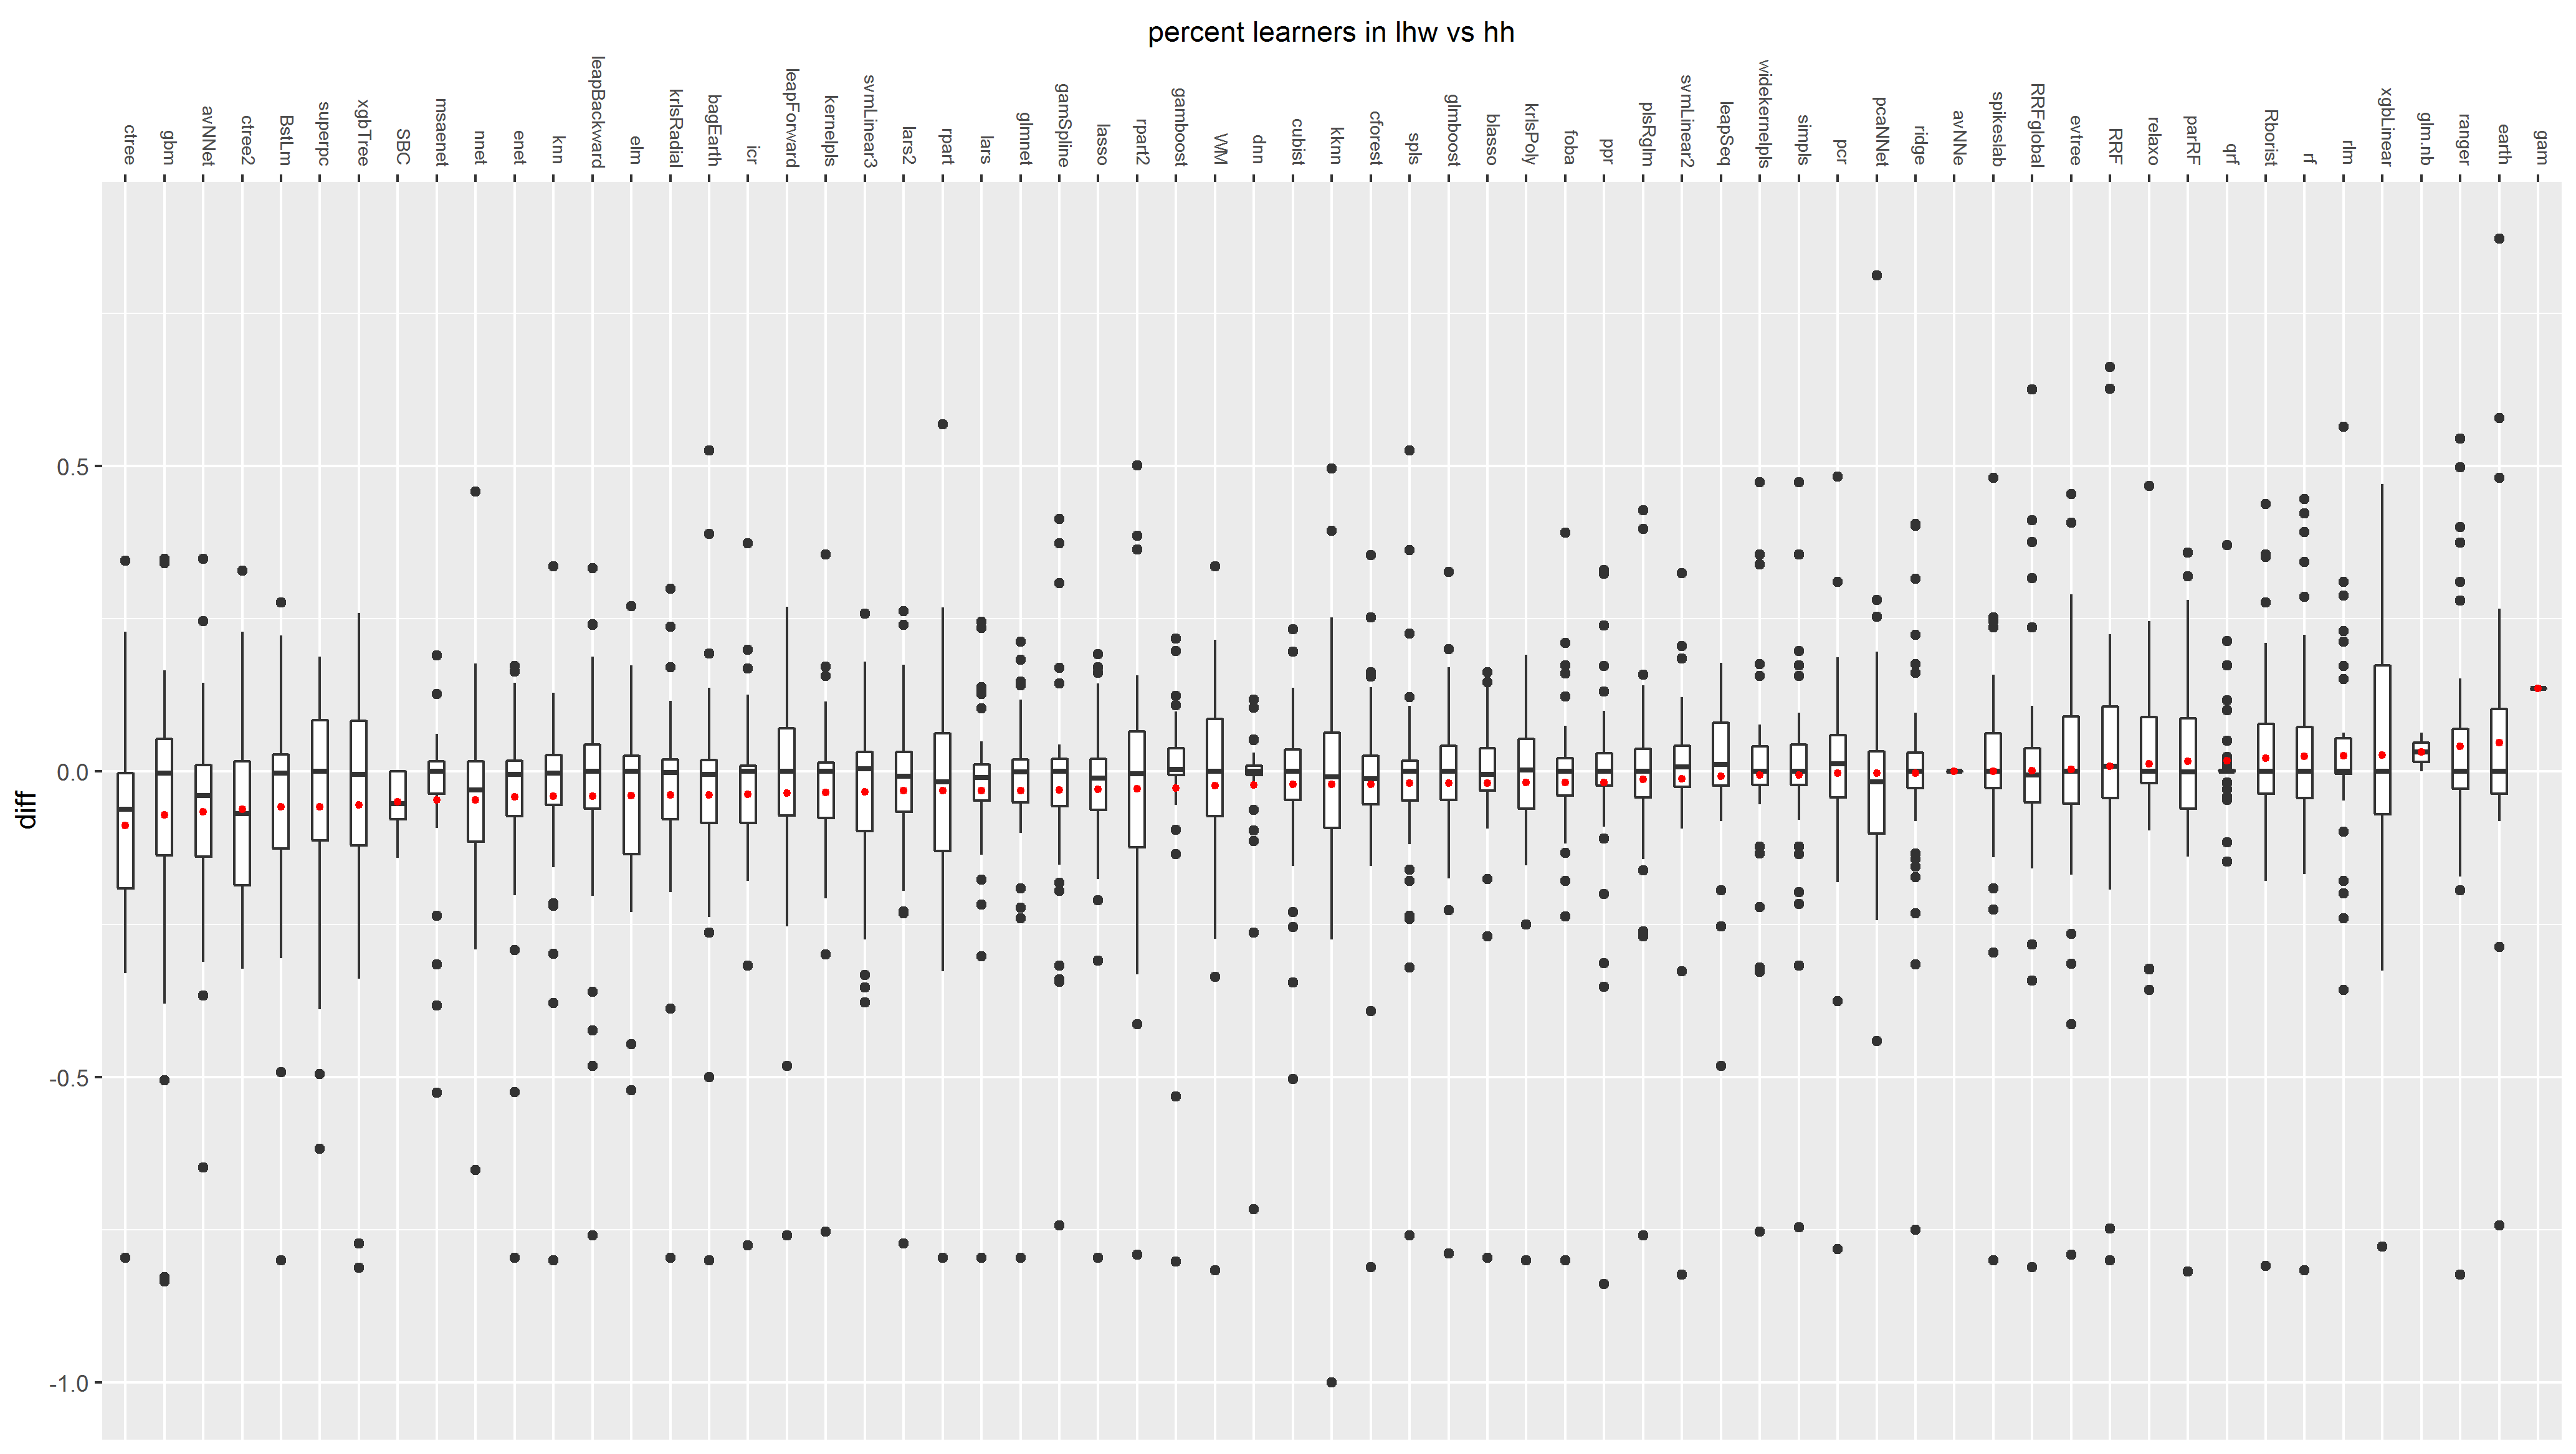 percent learners in lhw vs hh
ctree
gbm
avNNet
ctree2
BstLm
superpc
xgbTree
SBC
msaenet
nnet
enet
knn
leapBackward
elm
krlsRadial
bagEarth
icr
leapForward
kernelpls
svmLinear3
lars2
rpart
lars
glmnet
gamSpline
lasso
rpart2
gamboost
WM
dnn
cubist
kknn
cforest
spls
glmboost
blasso
krlsPoly
foba
ppr
plsRglm
svmLinear2
leapSeq
widekernelpls
simpls
pcr
pcaNNet
ridge
avNNe
spikeslab
RRFglobal
evtree
RRF
relaxo
parRF
qrf
Rborist
rf
rlm
xgbLinear
glm.nb
ranger
earth
gam
diff
0.5
0.0
-0.5
-1.0